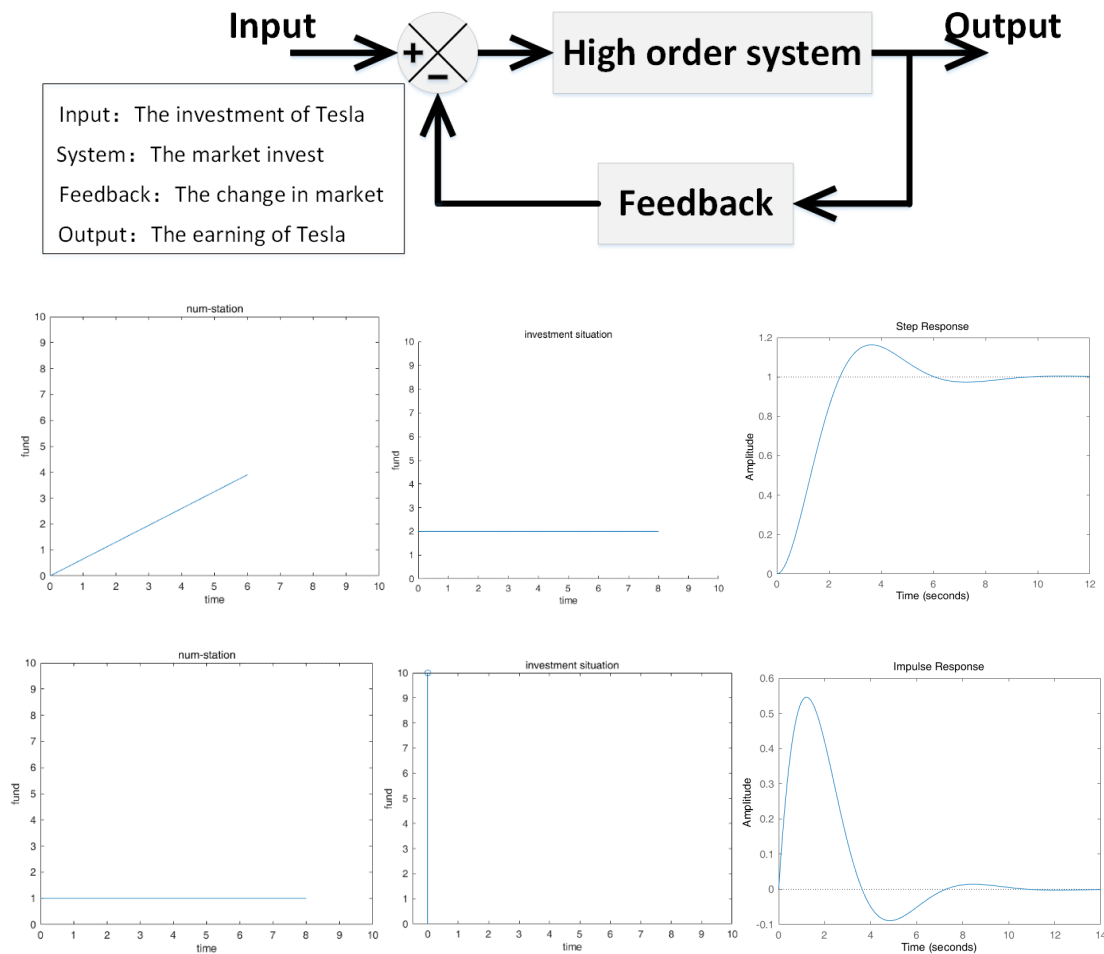 Input
Output
+
−
High order system
Feedback
Input：The investment of Tesla
System：The market invest
Feedback：The change in market
Output：The earning of Tesla
num-station
10
9
8
7
6
5
4
3
2
1
0
fund
0 1 2 3 4 5 6 7 8 9 10
time
investment situation
10
9
8
7
6
5
4
3
2
1
0
fund
0 1 2 3 4 5 6 7 8 9 10
time
Step Response
1.2
1
0.8
0.6
0.4
0.2
0
Amplitude
0 2 4 6 8 10 12
Time (seconds)
num-station
10
9
8
7
6
5
4
3
2
1
0
fund
0 1 2 3 4 5 6 7 8 9 10
time
investment situation
10
9
8
7
6
5
4
3
2
1
0
fund
0 1 2 3 4 5 6 7 8 9 10
time
Impulse Response
0.6
0.5
0.4
0.3
0.2
0.1
0
-0.1
Amplitude
0 2 4 6 8 10 12 14
Time (seconds)